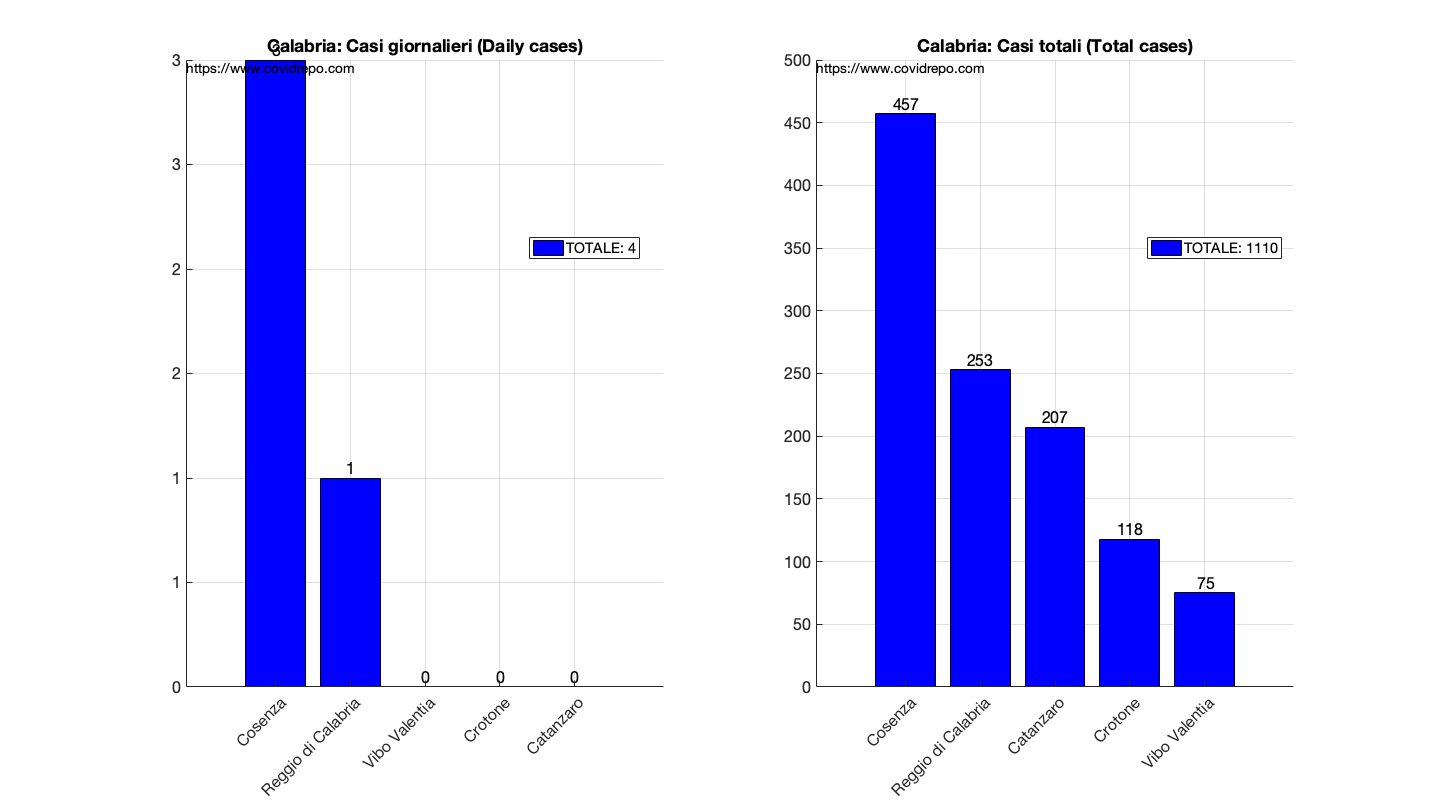 Calabria: Casi giornalieri (Daily cases)
3
https://www.covidrepo.com
3
3
2
2
1
1
0
TOTALE: 4
1
0
0
0
Cosenza
Reggio di Calabria
Vibo Valentia
Crotone
Catanzaro
Calabria: Casi totali (Total cases)
https://www.covidrepo.com
500
450
400
350
300
250
200
150
100
50
0
TOTALE: 1110
457
253
207
118
75
Cosenza
Reggio di Calabria
Catanzaro
Crotone
Vibo Valentia